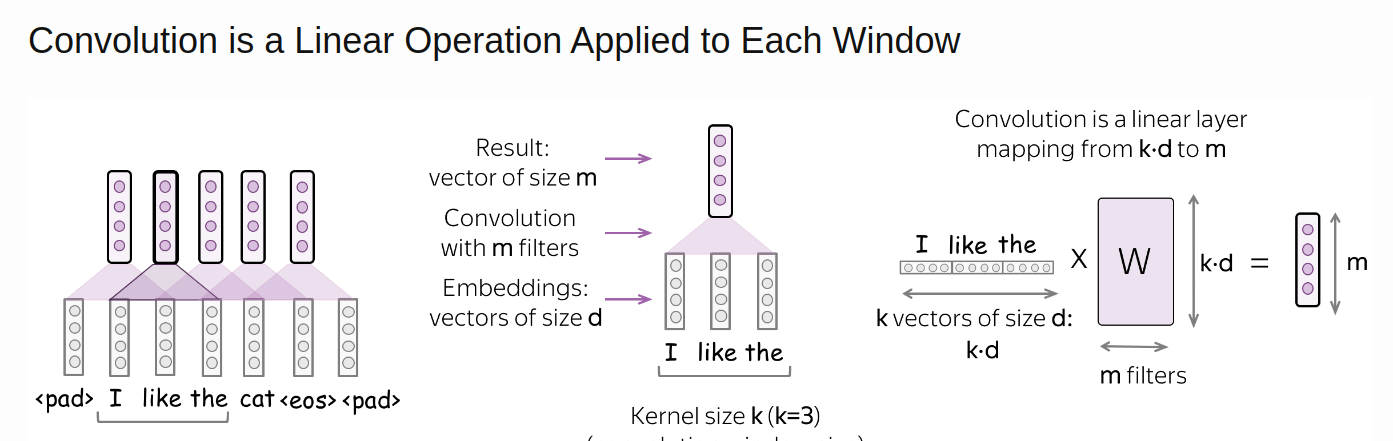 Convolution is a Linear Operation Applied to Each Window
<pad> I like the cat <eos> <pad>
Result:
vector of size m
Convolution
with m filters
Embeddings:
vectors of size d
I like the
Kernel size k (k=3)
Convolution is a linear layer
mapping from k·d to m
I like the
X
W
k·d
=
m
k vectors of size d:
k·d
m filters